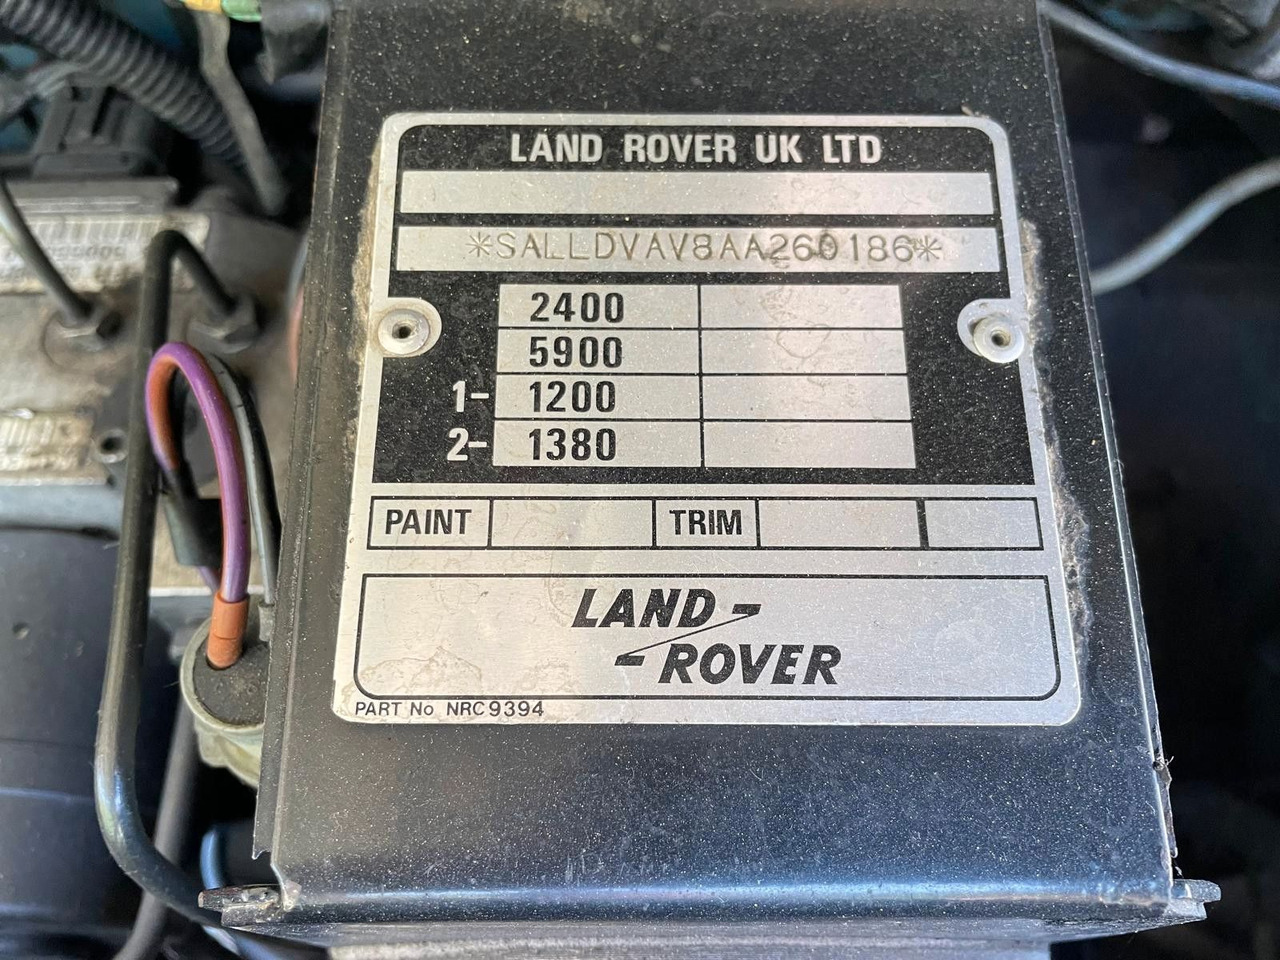 LAND ROVER UK LTD
*SALLDVAV8AA260186*
2400
5900
1- 1200
2- 1380
PAINT TRIM
LAND
ROVER
PART No NRC9394